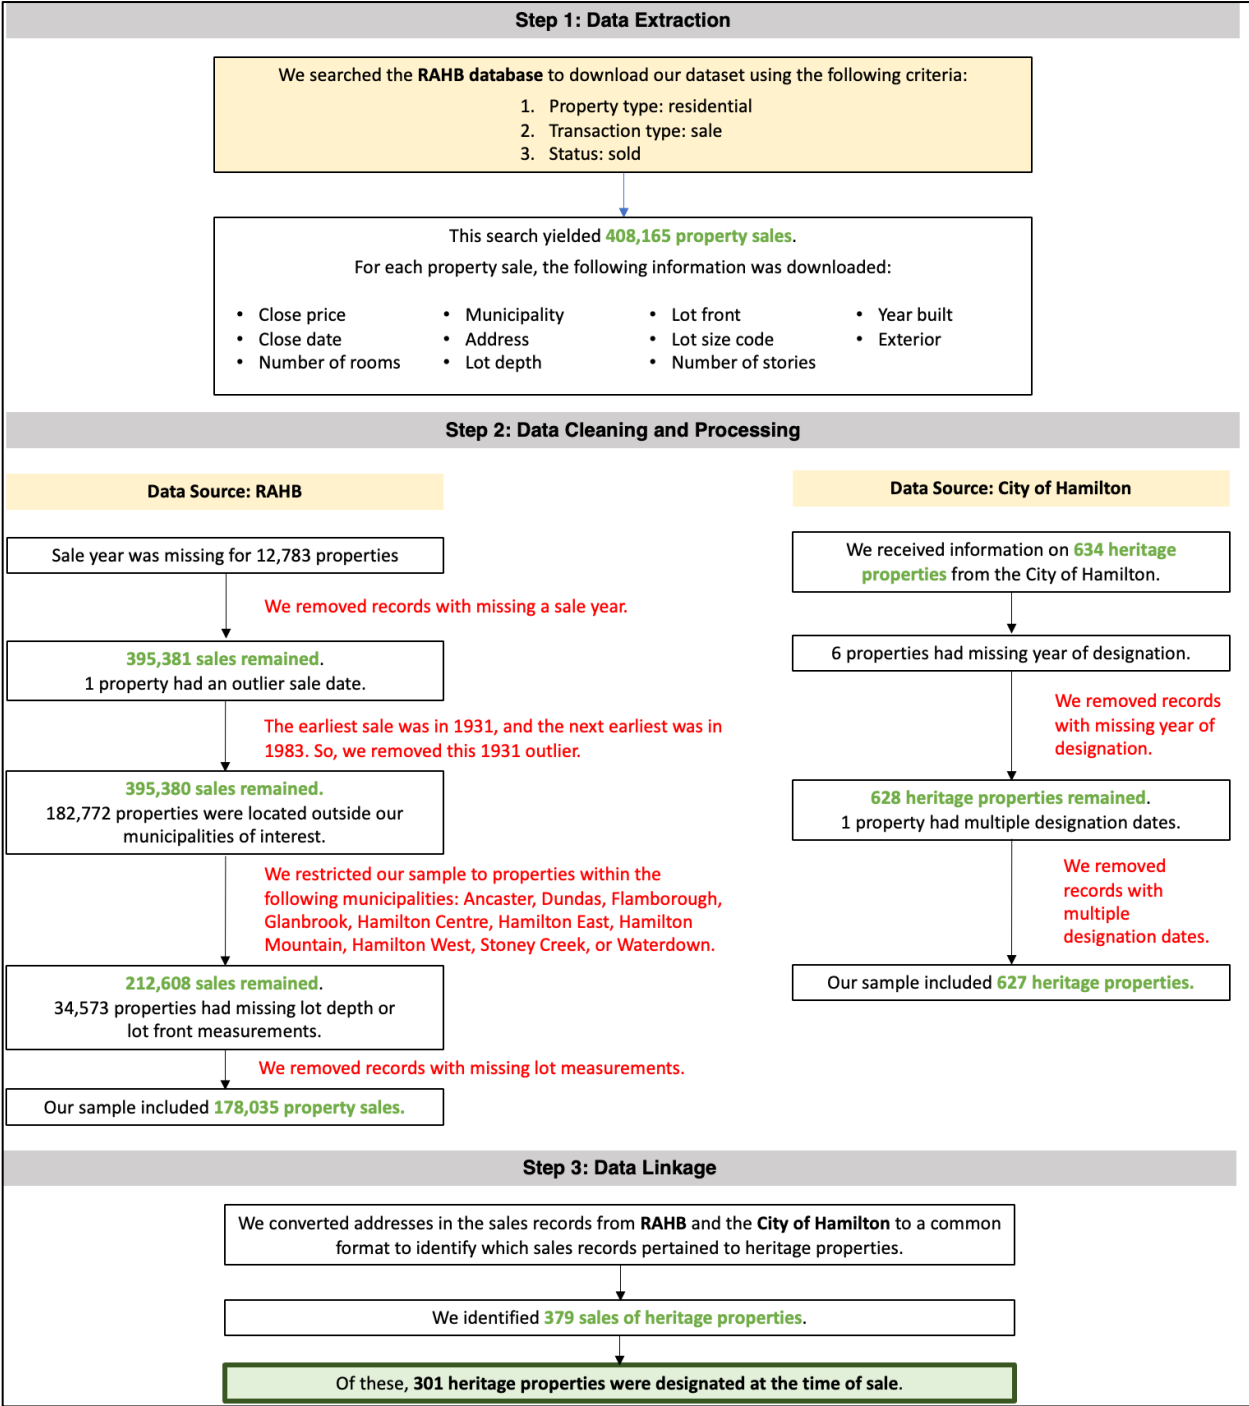 Step 1: Data Extraction
We searched the RAHB database to download our dataset using the following criteria:
1. Property type: residential
2. Transaction type: sale
3. Status: sold
This search yielded 408,165 property sales.
For each property sale, the following information was downloaded:
• Close price
• Close date
• Number of rooms
• Municipality
• Address
• Lot depth
• Lot front
• Lot size code
• Number of stories
• Year built
• Exterior
Step 2: Data Cleaning and Processing
Data Source: RAHB
Sale year was missing for 12,783 properties
We removed records with missing a sale year.
395,381 sales remained.
1 property had an outlier sale date.
The earliest sale was in 1931, and the next earliest was in
1983. So, we removed this 1931 outlier.
395,380 sales remained.
182,772 properties were located outside our
municipalities of interest.
We restricted our sample to properties within the
following municipalities: Ancaster, Dundas, Flamborough,
Glanbrook, Hamilton Centre, Hamilton East, Hamilton
Mountain, Hamilton West, Stoney Creek, or Waterdown.
212,608 sales remained.
34,573 properties had missing lot depth or
lot front measurements.
We removed records with missing lot measurements.
Our sample included 178,035 property sales.
Data Source: City of Hamilton
We received information on 634 heritage
properties from the City of Hamilton.
6 properties had missing year of designation.
We removed records
with missing year of
designation.
628 heritage properties remained.
1 property had multiple designation dates.
We removed
records with
multiple
designation dates.
Our sample included 627 heritage properties.
Step 3: Data Linkage
We converted addresses in the sales records from RAHB and the City of Hamilton to a common
format to identify which sales records pertained to heritage properties.
We identified 379 sales of heritage properties.
Of these, 301 heritage properties were designated at the time of sale.